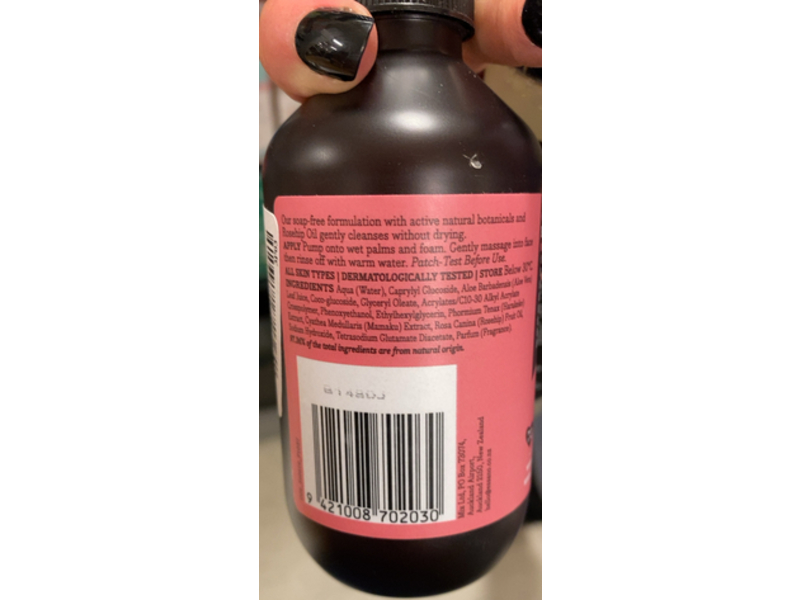 Our soap-free formulation with active natural botanicals and
Rosehip Oil gently cleanses without drying.
APPLY Pump onto wet palms and foam. Gently massage into face
then rinse off with warm water. Patch-Test Before Use.
ALL SKIN TYPES | DERMATOLOGICALLY TESTED | STORE Below 30°C
INGREDIENTS Aqua (Water), Caprylyl Glucoside, Aloe Barbadensis (Aloe Vera)
Leaf Juice, Coco-glucoside, Glyceryl Oleate, Acrylates/C10-30 Alkyl Acrylate
Crosspolymer, Phenoxyethanol, Ethylhexylglycerin, Phormium Tenax (Harakeke)
Extract, Cyathea Medullaris (Mamaku) Extract, Rosa Canina (Rosehip) Fruit Oil,
Sodium Hydroxide, Tetrasodium Glutamate Diacetate, Parfum (Fragrance).
of the total ingredients are from natural origin.
9 421008 702030
Mix Ltd, PO Box 73074,
Auckland Airport,
Auckland 2150, New Zealand